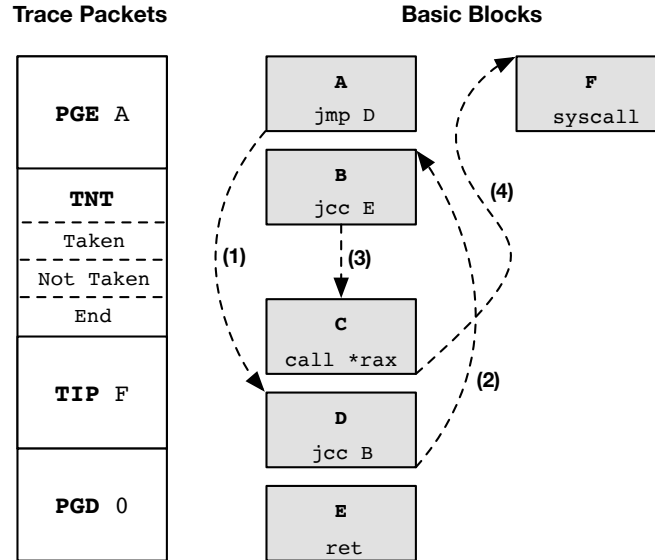 Trace Packets
Basic Blocks
PGE A
TNT
Taken
Not Taken
End
TIP F
PGD 0
A
jmp D
B
jcc E
C
call *rax
D
jcc B
E
ret
F
syscall
(1)
(2)
(3)
(4)